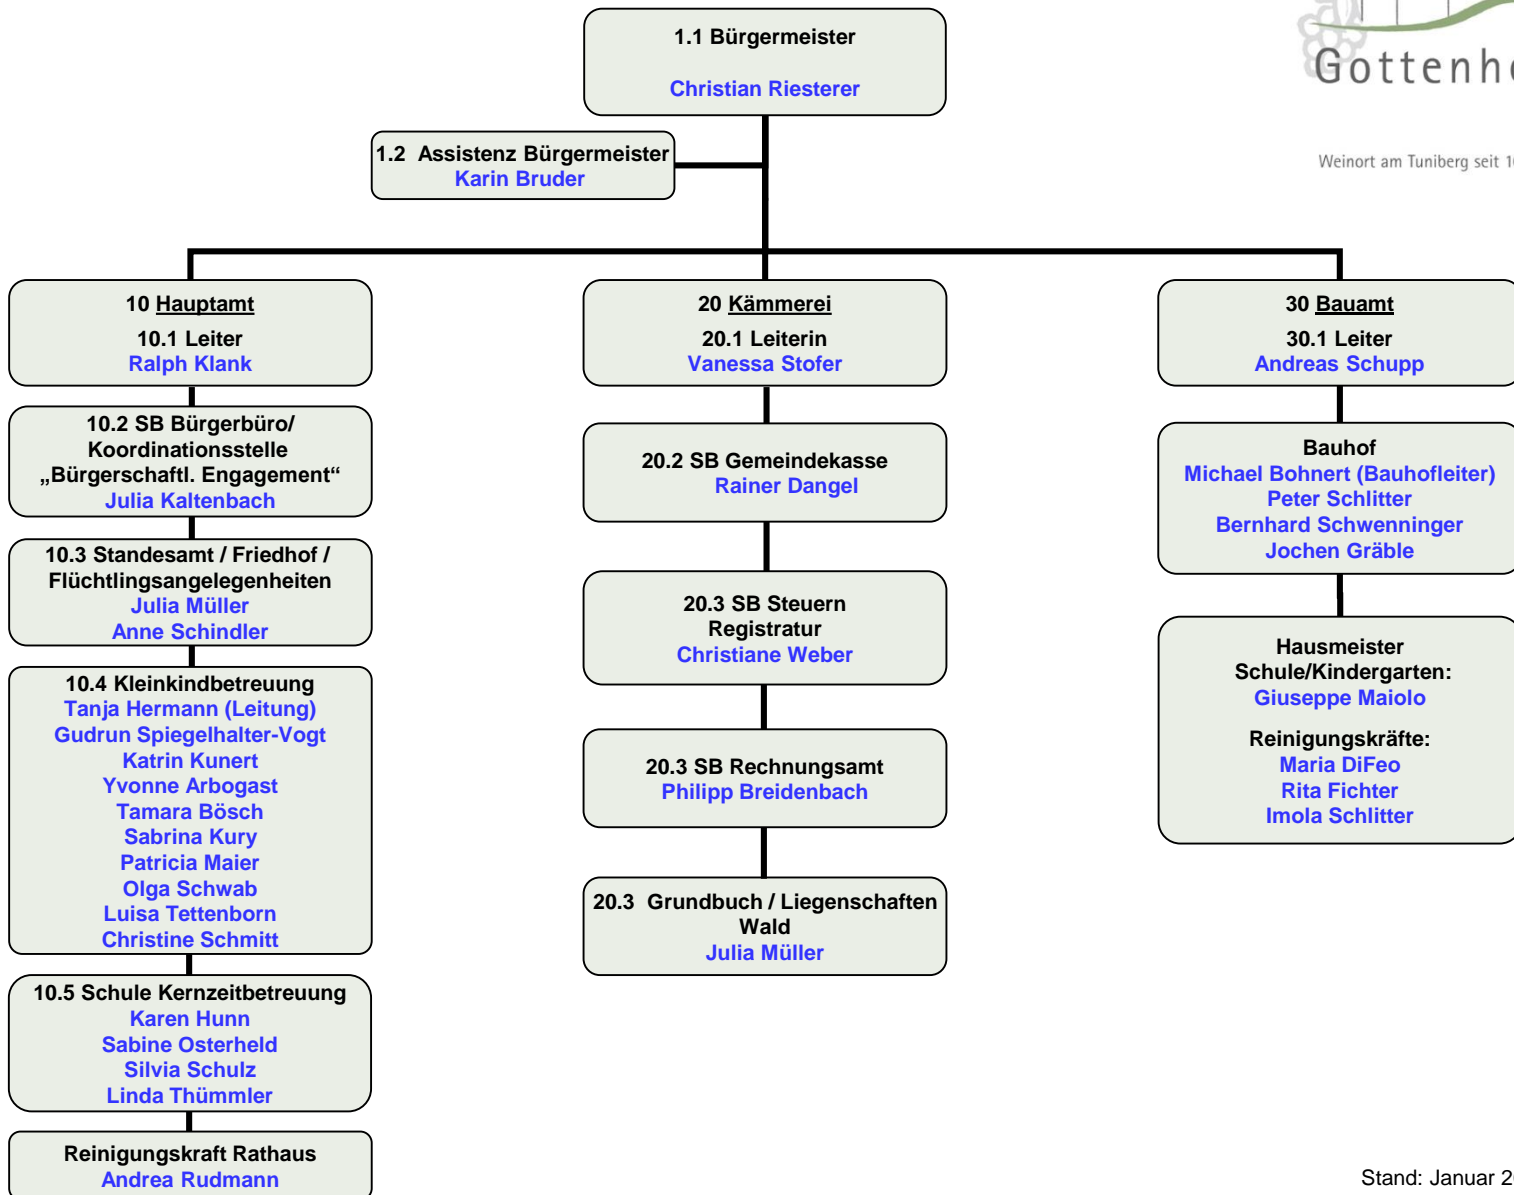 1.1 Bürgermeister
Christian Riesterer
Gottenh
Weinort am Tuniberg seit 1
1.2 Assistenz Bürgermeister
Karin Bruder
10 Hauptamt
10.1 Leiter
Ralph Klank
10.2 SB Bürgerbüro/
Koordinationsstelle
„Bürgerschaftl. Engagement“
Julia Kaltenbach
10.3 Standesamt / Friedhof /
Flüchtlingsangelegenheiten
Julia Müller
Anne Schindler
10.4 Kleinkindbetreuung
Tanja Hermann (Leitung)
Gudrun Spiegelhalter-Vogt
Katrin Kunert
Yvonne Arbogast
Tamara Bösch
Sabrina Kury
Patricia Maier
Olga Schwab
Luisa Tettenborn
Christine Schmitt
10.5 Schule Kernzeitbetreuung
Karen Hunn
Sabine Osterheld
Silvia Schulz
Linda Thümmler
Reinigungskraft Rathaus
Andrea Rudmann
20 Kämmerei
20.1 Leiterin
Vanessa Stofer
20.2 SB Gemeindekasse
Rainer Dangel
20.3 SB Steuern
Registratur
Christiane Weber
20.3 SB Rechnungsamt
Philipp Breidenbach
20.3 Grundbuch / Liegenschaften
Wald
Julia Müller
30 Bauamt
30.1 Leiter
Andreas Schupp
Bauhof
Michael Bohnert (Bauhofleiter)
Peter Schlitter
Bernhard Schwenninger
Jochen Gräble
Hausmeister
Schule/Kindergarten:
Giuseppe Maiolo
Reinigungskräfte:
Maria DiFeo
Rita Fichter
Imola Schlitter
Stand: Januar 2